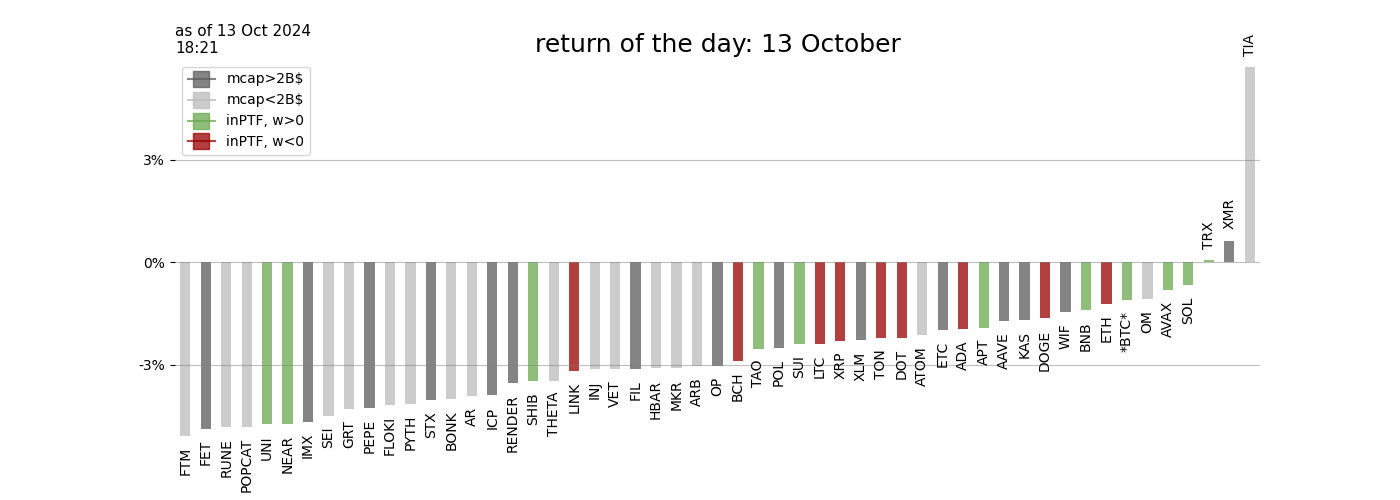 as of 13 Oct 2024
18:21
return of the day: 13 October
mcap>2B$
mcap<2B$
inPTF, w>0
inPTF, w<0
3%
0%
-3%
FTM
FET
RUNE
POPCAT
UNI
NEAR
IMX
SEI
GRT
PEPE
FLOKI
PYTH
STX
BONK
AR
ICP
RENDER
SHIB
THETA
LINK
INJ
VET
FIL
HBAR
MKR
ARB
OP
BCH
TAO
POL
SUI
LTC
XRP
XLM
TON
DOT
ATOM
ETC
ADA
APT
AAVE
KAS
DOGE
WIF
BNB
ETH
*BTC*
OM
AVAX
SOL
TRX
XMR
TIA